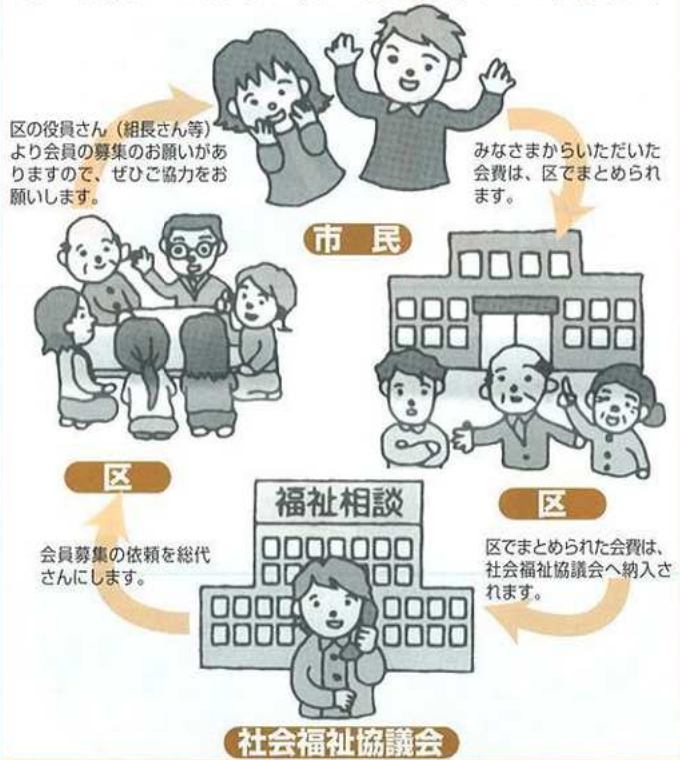 区の役員さん（組長さん等）
より会員の募集のお願いがあ
りますので、ぜひご協力をお
願いします。
みなさまからいただいた
会費は、区でまとめられ
ます。
市民
区
区
福祉相談
会員募集の依頼を総代
さんにします。
区でまとめられた会費は、
社会福祉協議会へ納入さ
れます。
社会福祉協議会